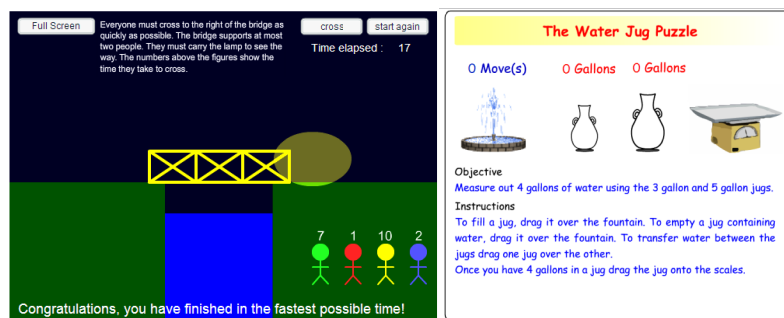 Full Screen
Everyone must cross to the right of the bridge as
quickly as possible. The bridge supports at most
two people. They must carry the lamp to see the
way. The numbers above the figures show the
time they take to cross.
cross
start again
Time elapsed : 17
7 1 10 2
Congratulations, you have finished in the fastest possible time!
The Water Jug Puzzle
0 Move(s) 0 Gallons 0 Gallons
Objective
Measure out 4 gallons of water using the 3 gallon and 5 gallon jugs.
Instructions
To fill a jug, drag it over the fountain. To empty a jug containing
water, drag it over the fountain. To transfer water between the
jugs drag one jug over the other.
Once you have 4 gallons in a jug drag the jug onto the scales.